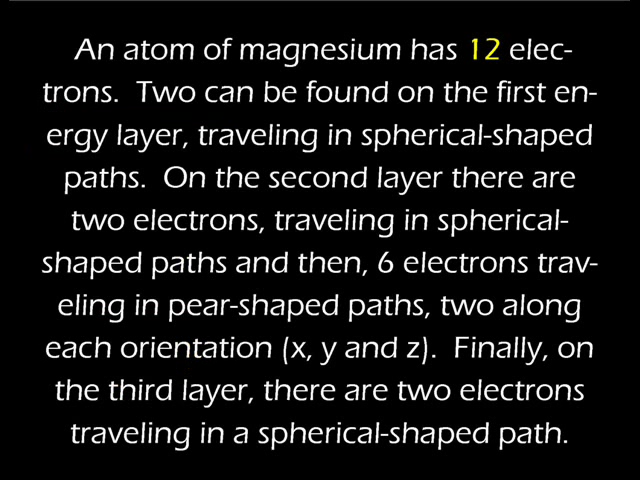 An atom of magnesium has 12 elec-
trons.  Two can be found on the first en-
ergy layer, traveling in spherical-shaped
paths.  On the second layer there are
two electrons, traveling in spherical-
shaped paths and then, 6 electrons trav-
eling in pear-shaped paths, two along
each orientation (x, y and z).  Finally, on
the third layer, there are two electrons
traveling in a spherical-shaped path.